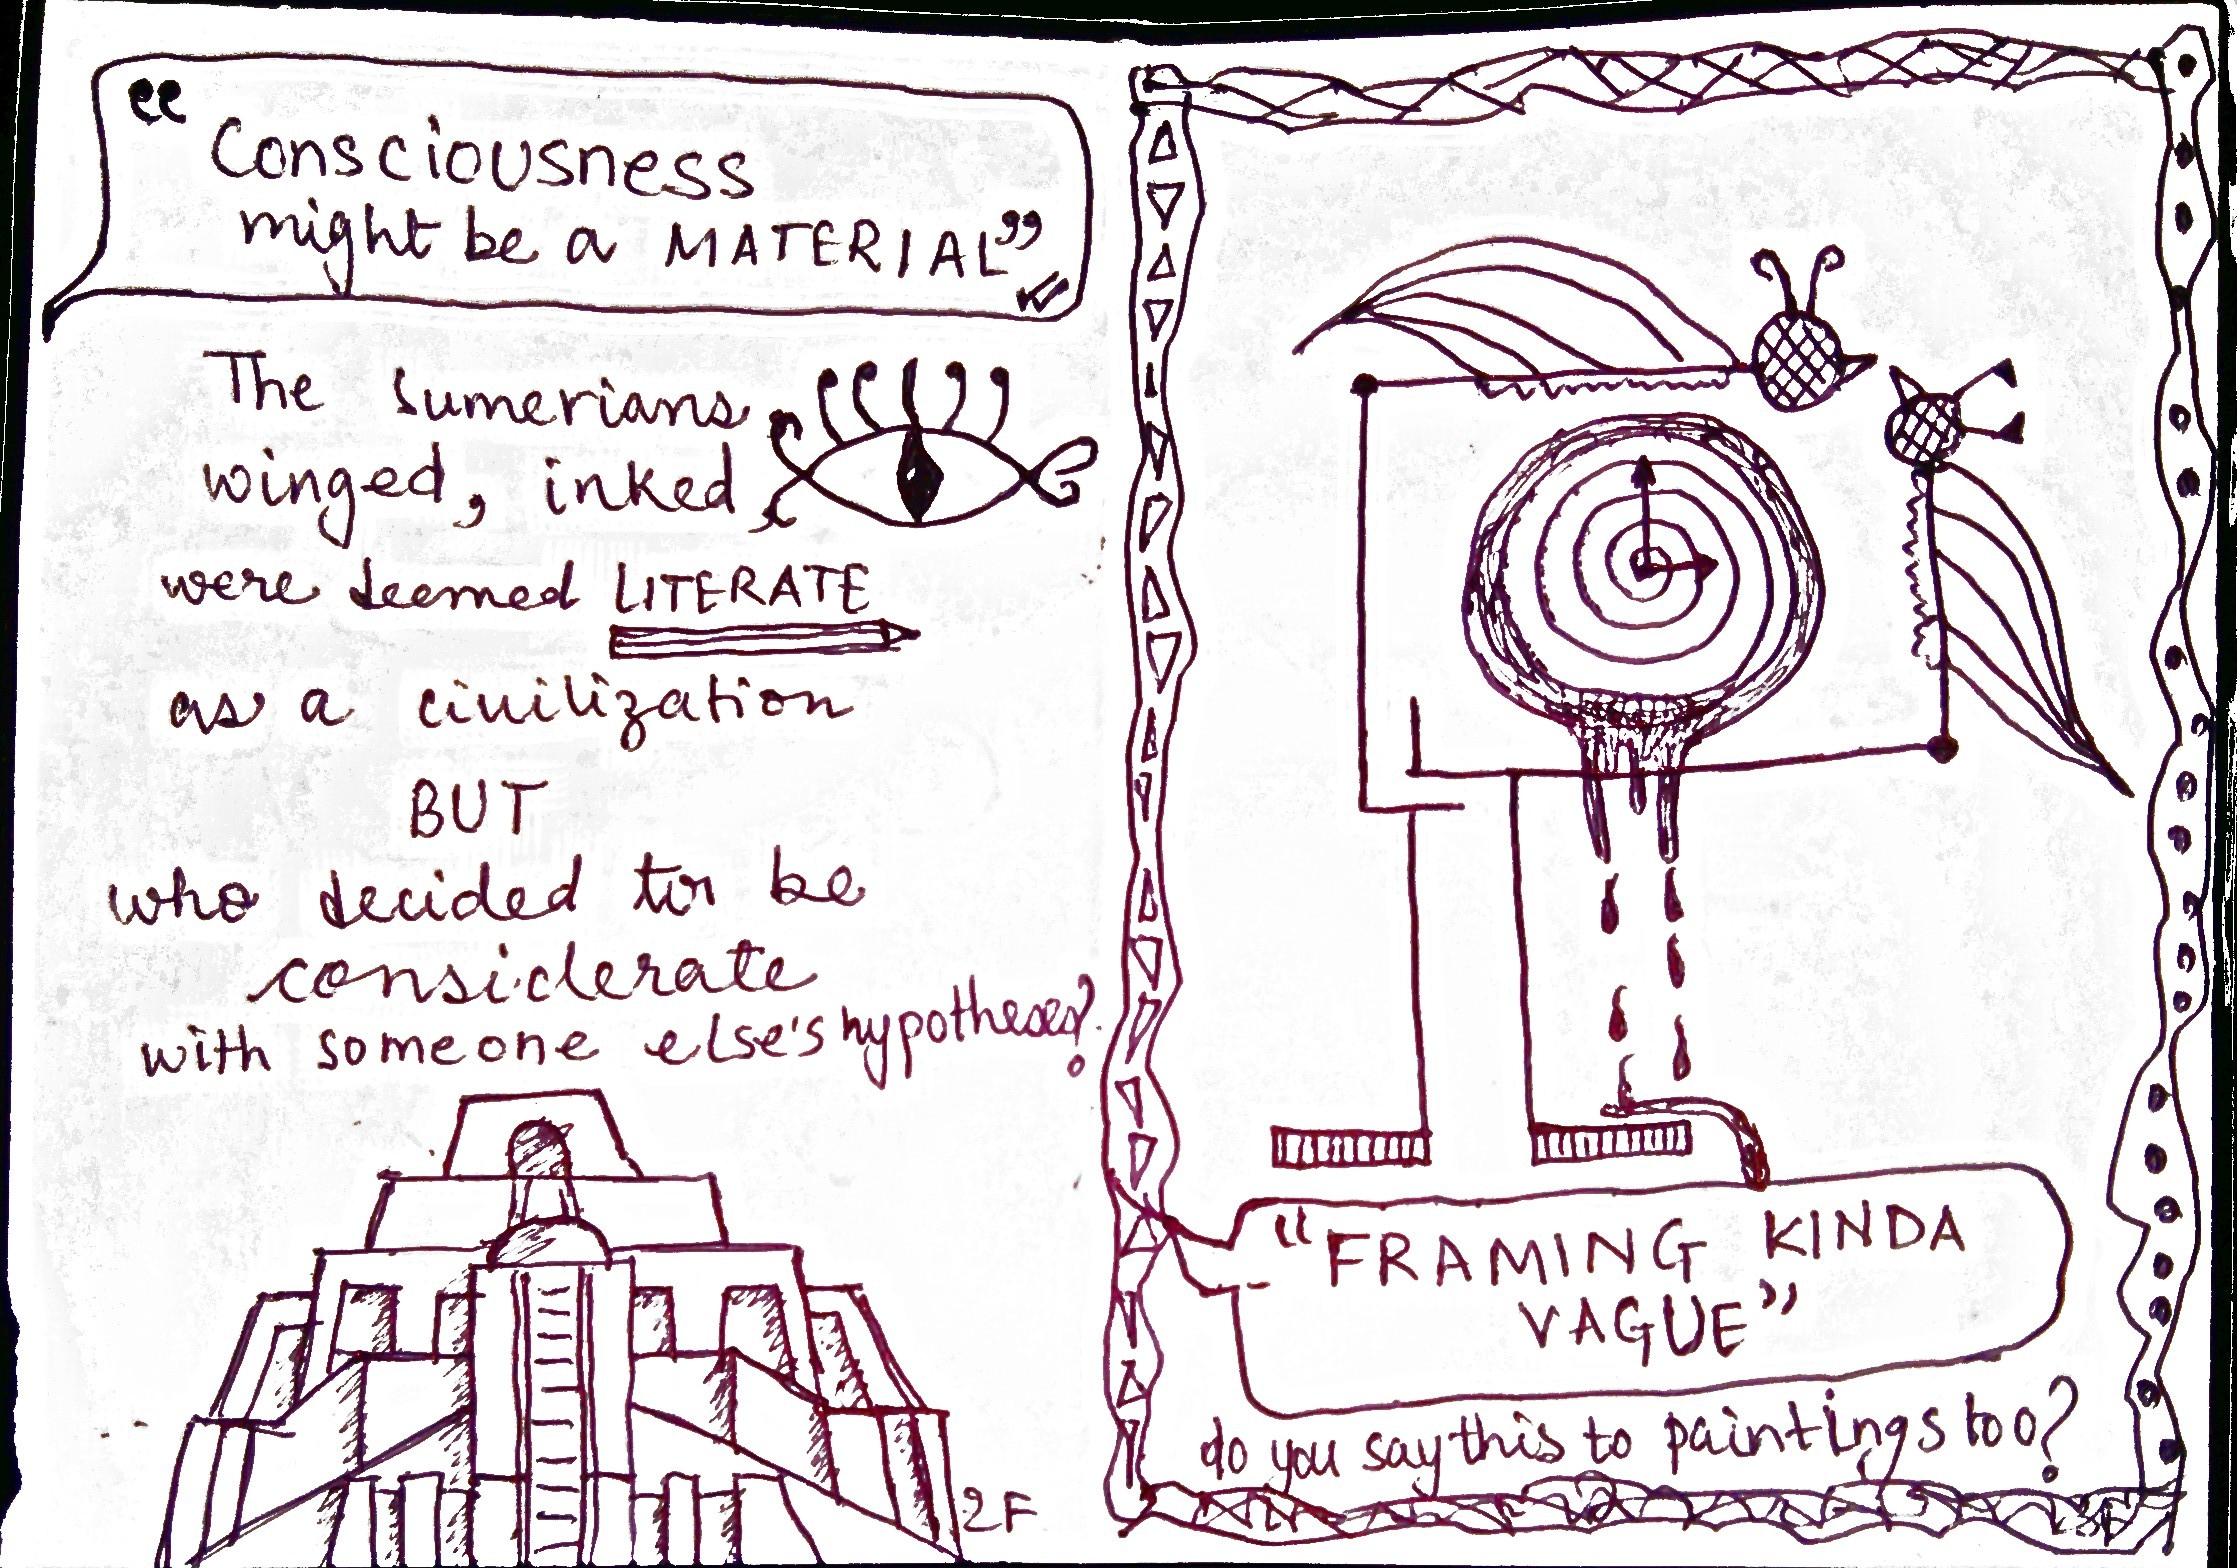 “Consciousness
might be a MATERIAL”
The Sumerians
winged, inked,
were deemed LITERATE
as a civilization
BUT
who decided to be
considerate
with someone else's hypotheses?
2F
“FRAMING KINDA
VAGUE”
do you say this to paintings too?
3F